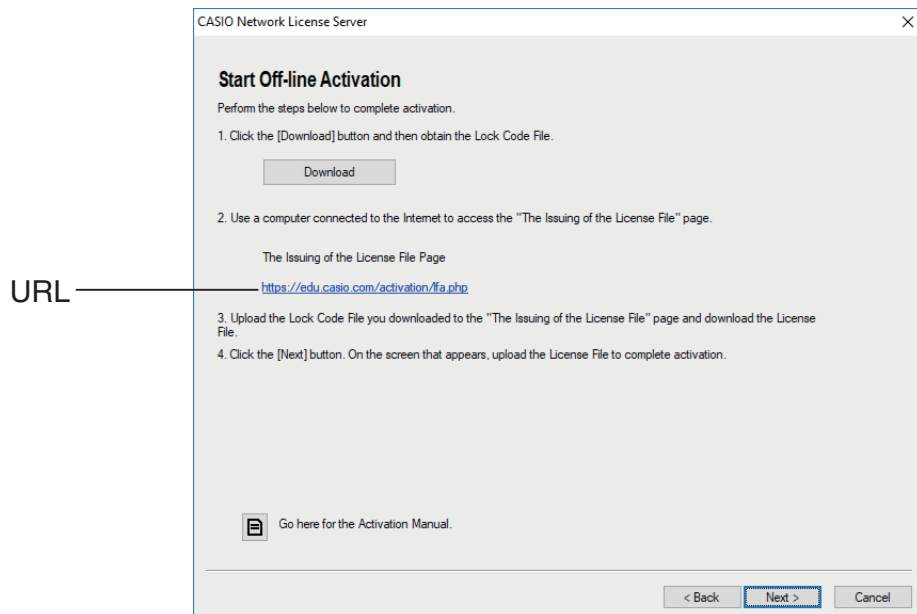 CASIO Network License Server
Start Off-line Activation
Perform the steps below to complete activation.
1. Click the [Download] button and then obtain the Lock Code File.
Download
2. Use a computer connected to the Internet to access the "The Issuing of the License File" page.
The Issuing of the License File Page
URL
https://edu.casio.com/activation/lfa.php
3. Upload the Lock Code File you downloaded to the "The Issuing of the License File" page and download the License
File.
4. Click the [Next] button. On the screen that appears, upload the License File to complete activation.
Go here for the Activation Manual.
< Back Next > Cancel